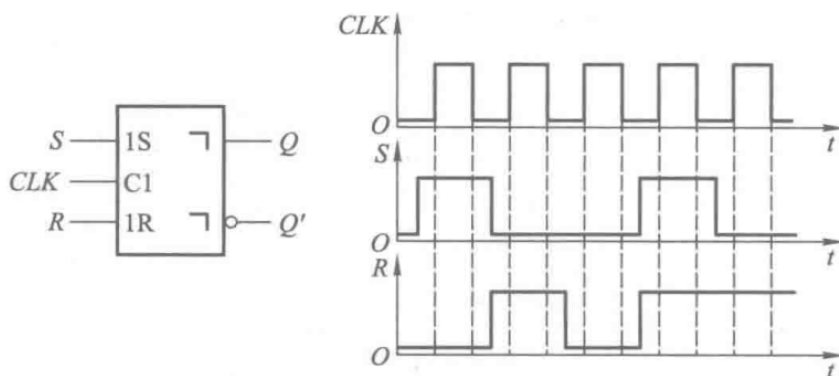 S 1S Q
CLK C1
R 1R Q'
CLK
O t
S
O t
R
O t